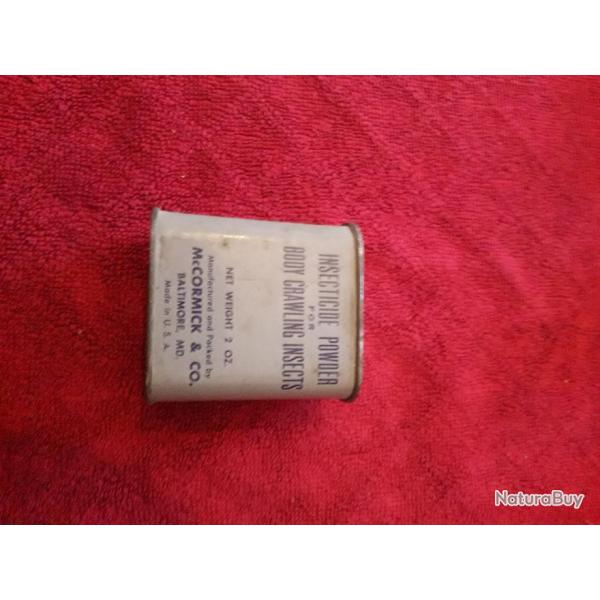 INSECTICIDE POWDER
FOR
BODY CRAWLING INSECTS
NET WEIGHT 2 OZ.
Manufactured and Packed by
McCORMICK & CO.
BALTIMORE, MD.
Made in U. S. A.
NaturaBuy